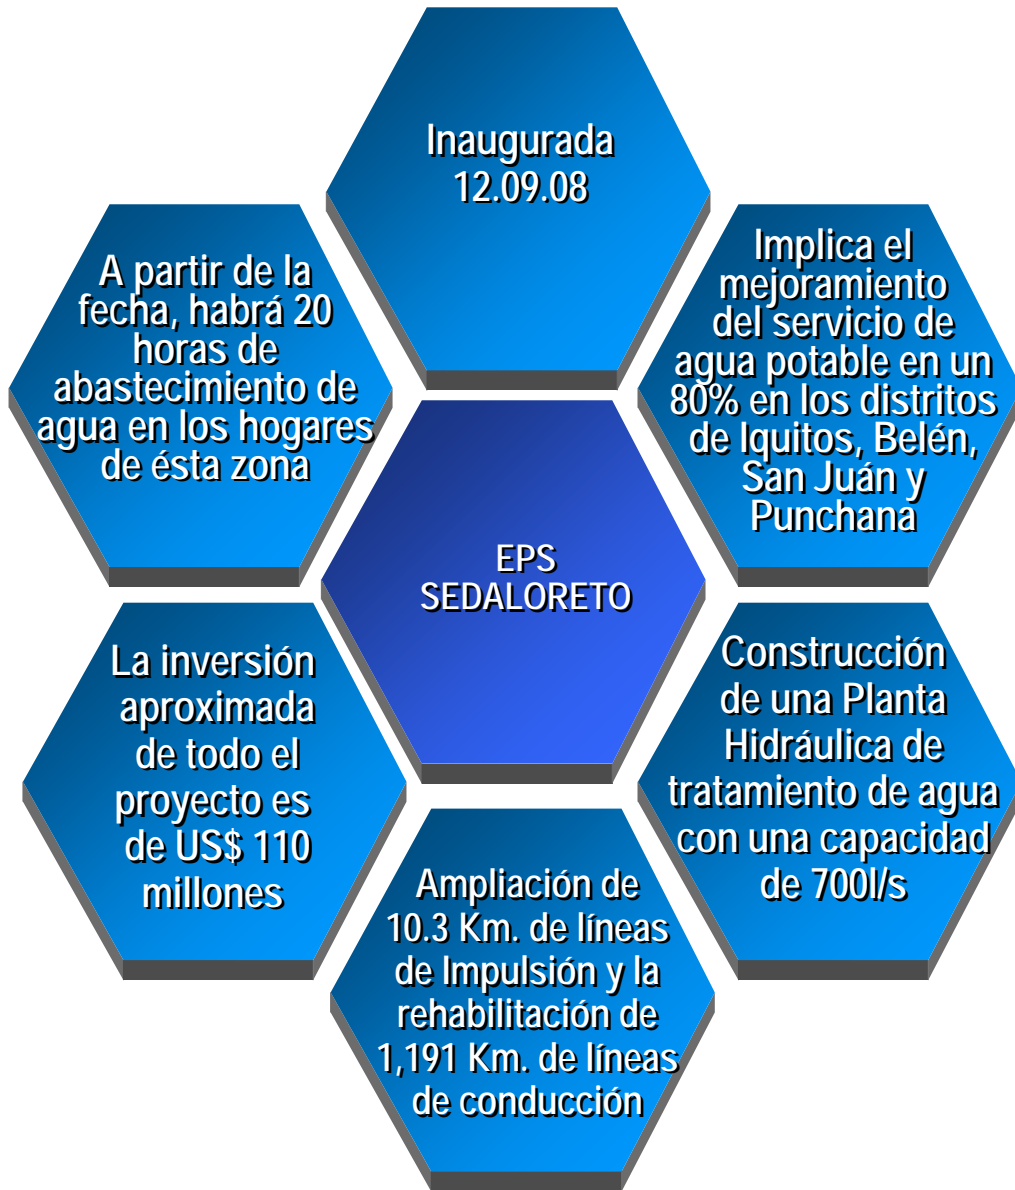 Inaugurada
12.09.08
Implica el
mejoramiento
del servicio de
agua potable en un
80% en los distritos
de Iquitos, Belén,
San Juán y
Punchana
Construcción
de una Planta
Hidráulica de
tratamiento de agua
con una capacidad
de 700l/s
Ampliación de
10.3 Km. de líneas
de Impulsión y la
rehabilitación de
1,191 Km. de líneas
de conducción
La inversión
aproximada
de todo el
proyecto es
de US$ 110
millones
A partir de la
fecha, habrá 20
horas de
abastecimiento de
agua en los hogares
de ésta zona
EPS
SEDALORETO